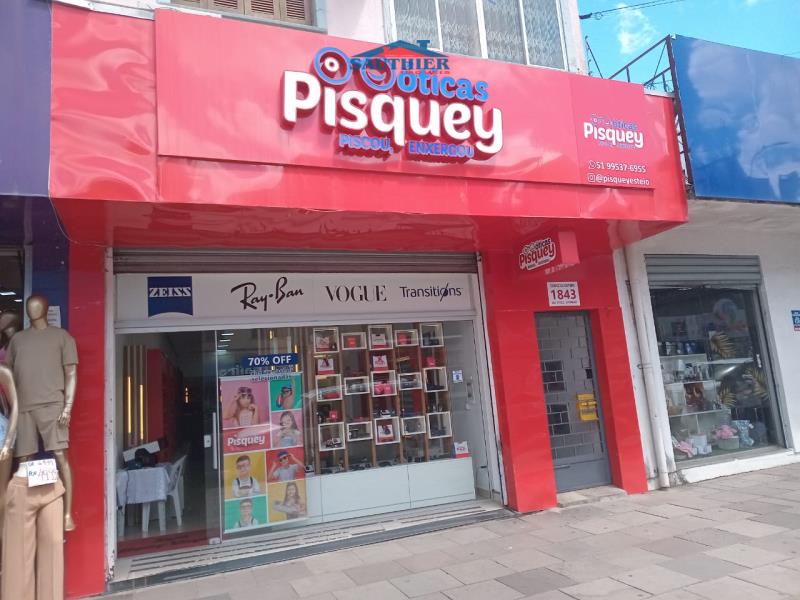 SAUTHIER
IMÓVEIS
óticas
Pisquey
PISCOU, ENXERGOU
óticas
Pisquey
51 99537-6955
@pisqueyesteio
óticas
Pisquey
1843
ZEISS
Ray-Ban
VOGUE
Transitions
70% OFF
Pisquey